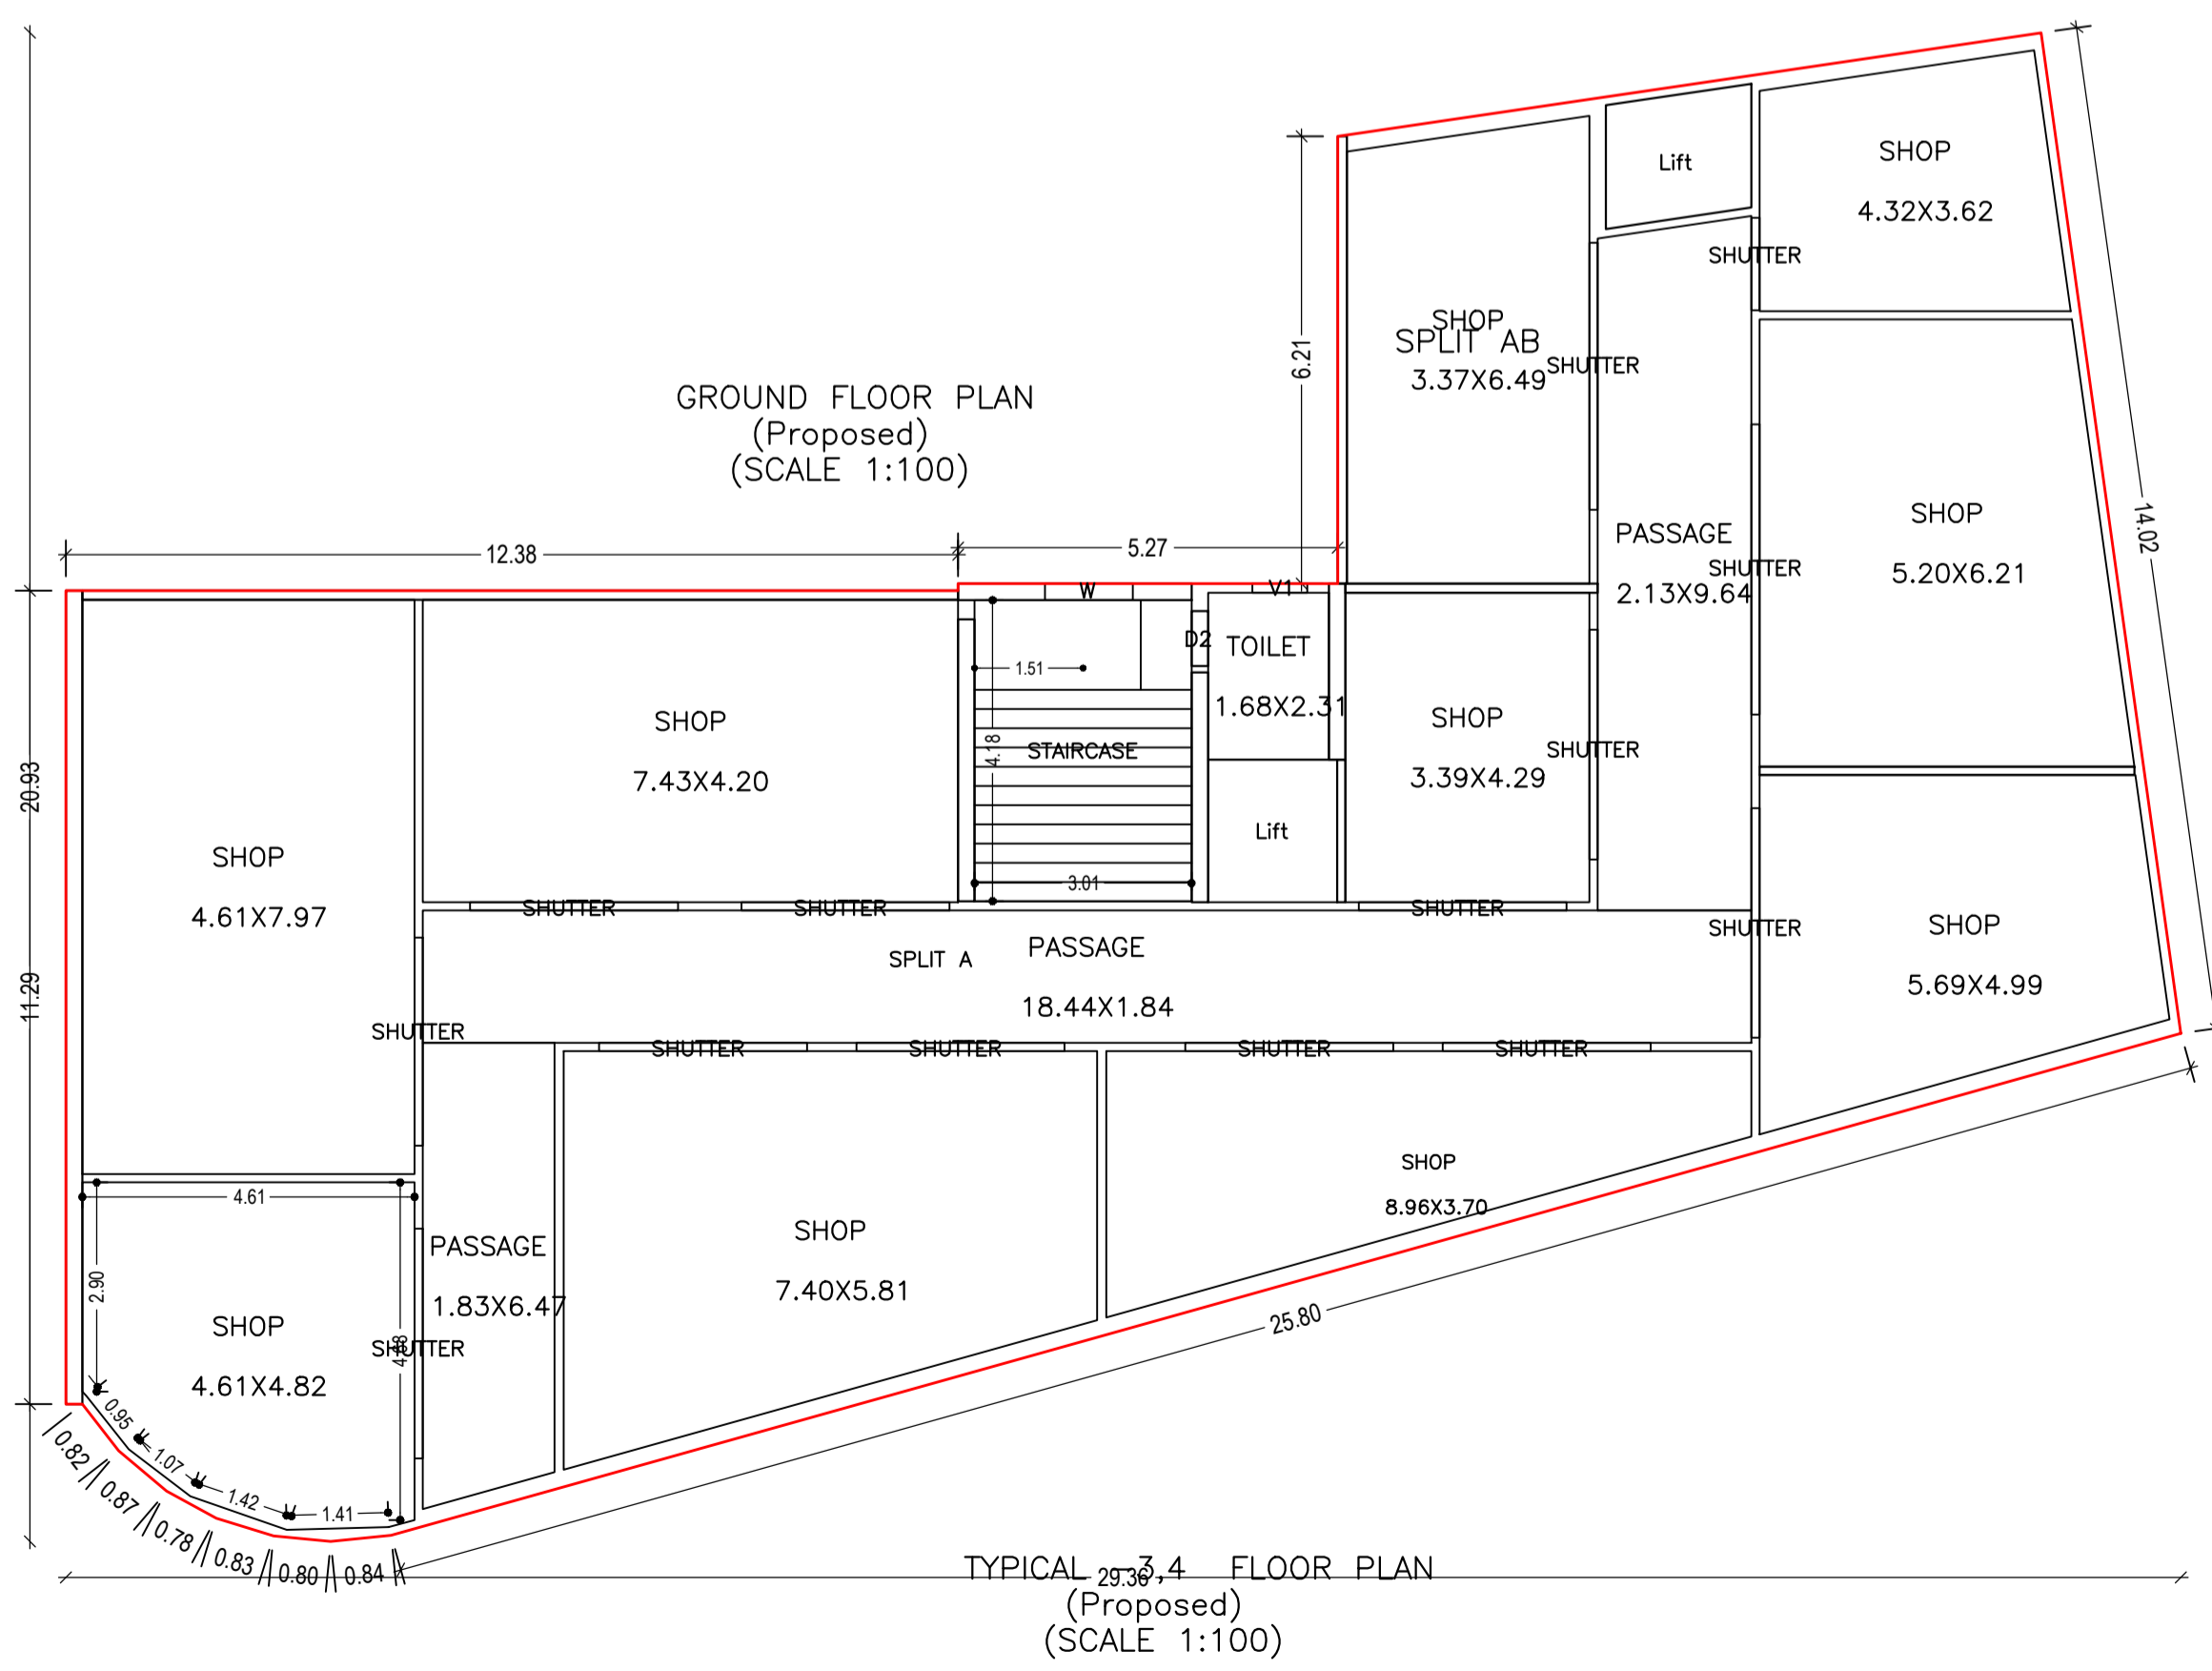 SHOP
4.32X3.62
Lift
SHUTTER
SHOP
SPLIT AB
3.37X6.49
SHUTTER
6.21
14.02
GROUND FLOOR PLAN
(Proposed)
(SCALE 1:100)
PASSAGE
2.13X9.64
SHUTTER
SHOP
5.20X6.21
12.38
5.27
W
V1
D2
TOILET
1.68X2.31
1.51
4.18
STAIRCASE
3.01
Lift
SHOP
7.43X4.20
SHOP
3.39X4.29
SHUTTER
20.93
11.29
SHOP
4.61X7.97
SHUTTER
SHUTTER
SHUTTER
SHUTTER
SHOP
5.69X4.99
SPLIT A
PASSAGE
18.44X1.84
SHUTTER
SHUTTER
SHUTTER
SHUTTER
SHUTTER
4.61
2.90
SHOP
4.61X4.82
SHUTTER
PASSAGE
1.83X6.47
SHOP
7.40X5.81
SHOP
8.96X3.70
25.80
0.95
1.07
1.42
1.41
0.82
0.87
0.78
0.83
0.80
0.84
29.36
TYPICAL 3,4 FLOOR PLAN
(Proposed)
(SCALE 1:100)